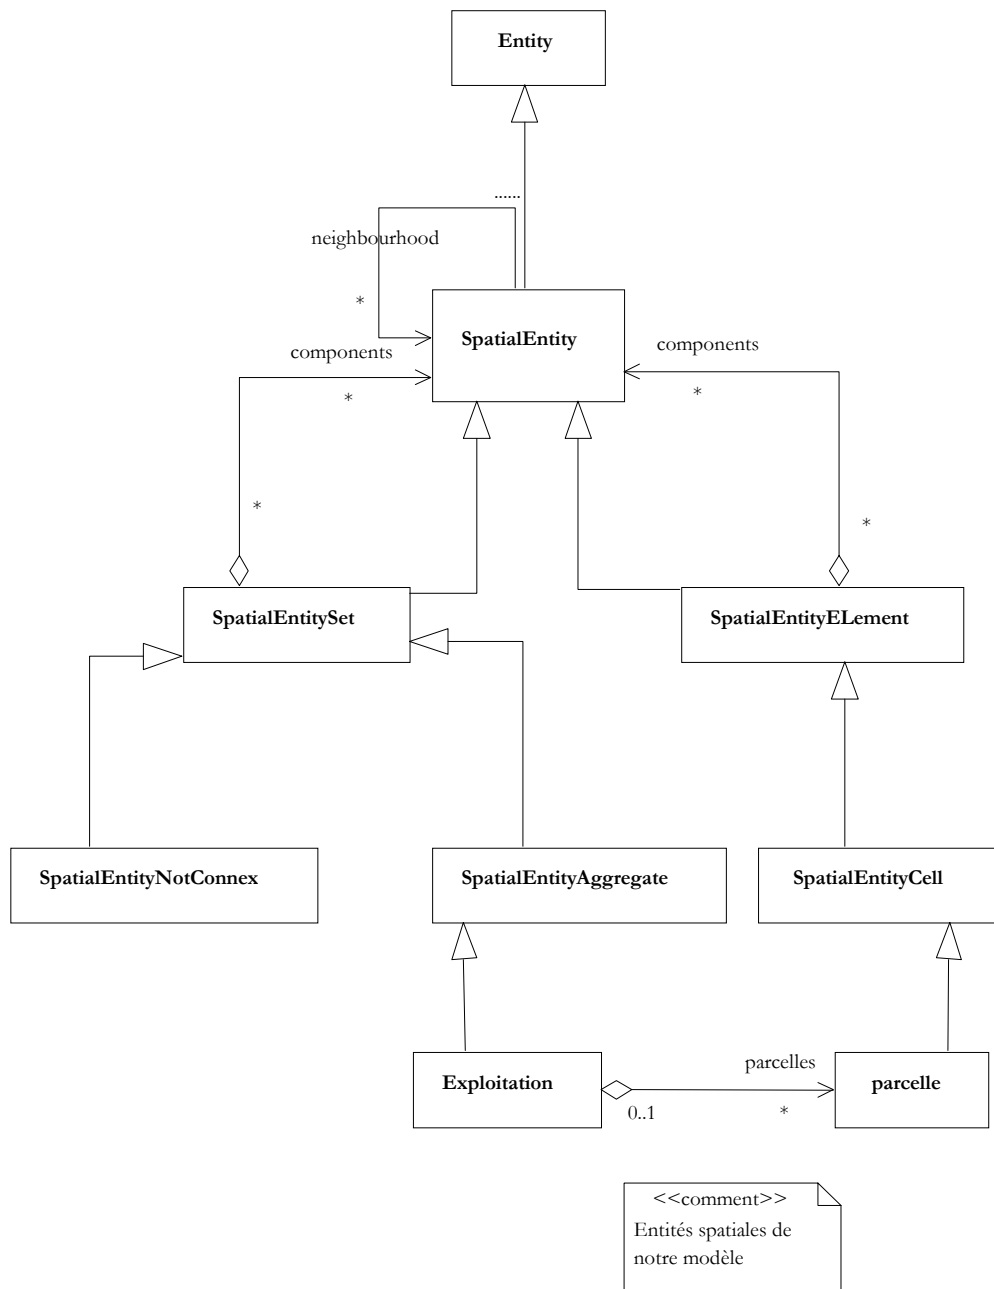 Entity
......
neighbourhood
*
SpatialEntity
components
*
components
*
*
*
SpatialEntitySet
SpatialEntityELement
SpatialEntityNotConnex
SpatialEntityAggregate
SpatialEntityCell
Exploitation
parcelles
parcelle
0..1
*
<<comment>>
Entités spatiales de
notre modèle